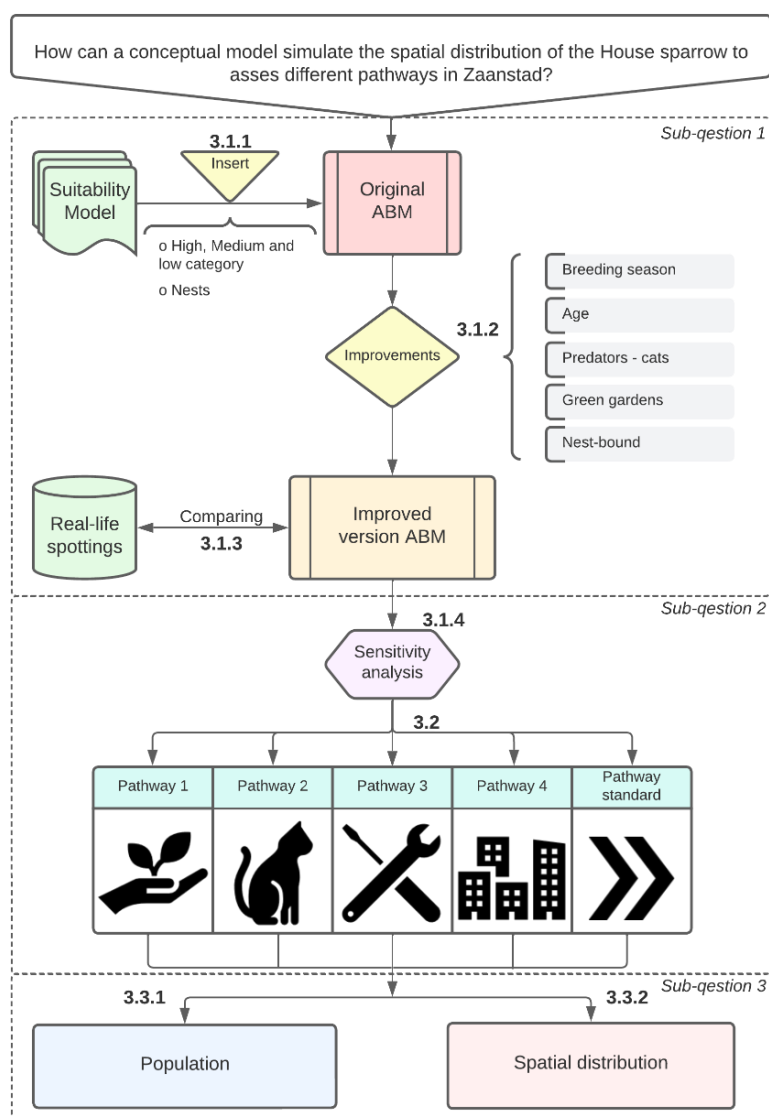 How can a conceptual model simulate the spatial distribution of the House sparrow to
asses different pathways in Zaanstad?
Sub-qestion 1
3.1.1
Insert
Suitability
Model
Original
ABM
o High, Medium and
low category
o Nests
Improvements
3.1.2
Breeding season
Age
Predators - cats
Green gardens
Nest-bound
Real-life
spottings
Comparing
3.1.3
Improved
version ABM
Sub-qestion 2
3.1.4
Sensitivity
analysis
3.2
Pathway 1
Pathway 2
Pathway 3
Pathway 4
Pathway
standard
Sub-qestion 3
3.3.1
3.3.2
Population
Spatial distribution